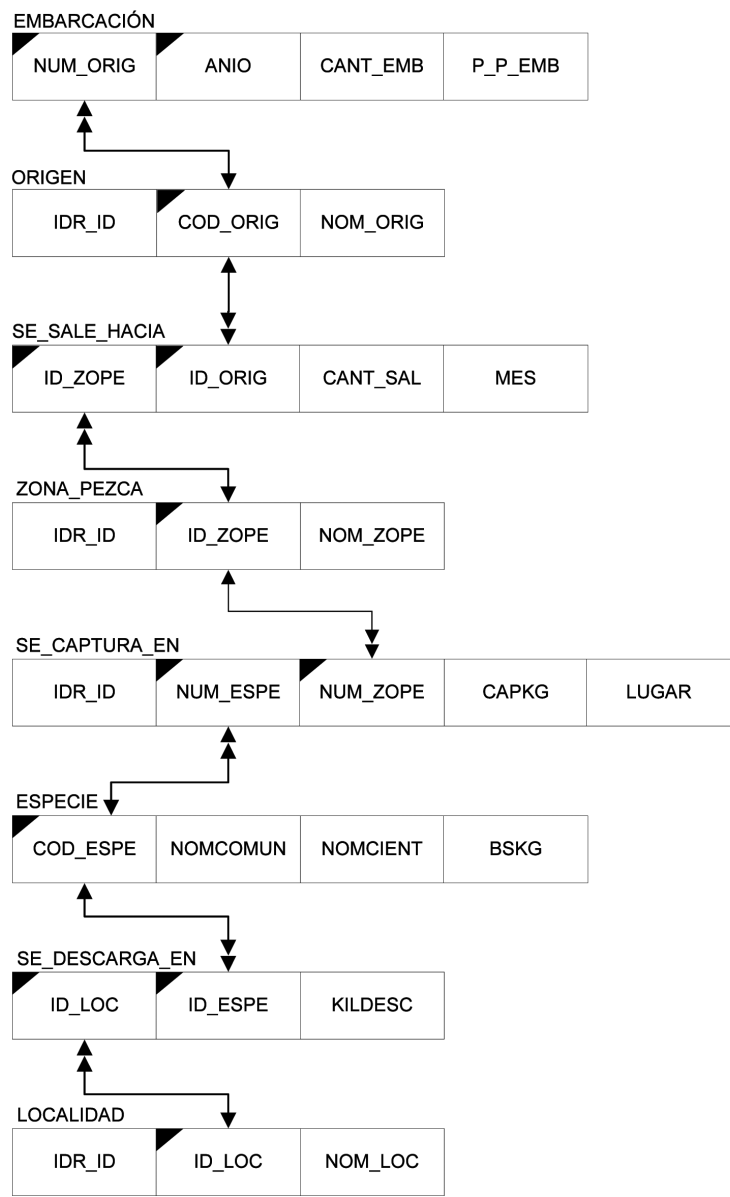 EMBARCACIÓN
NUM_ORIG ANIO CANT_EMB P_P_EMB
ORIGEN
IDR_ID COD_ORIG NOM_ORIG
SE_SALE_HACIA
ID_ZOPE ID_ORIG CANT_SAL MES
ZONA_PEZCA
IDR_ID ID_ZOPE NOM_ZOPE
SE_CAPTURA_EN
IDR_ID NUM_ESPE NUM_ZOPE CAPKG LUGAR
ESPECIE
COD_ESPE NOMCOMUN NOMCIENT BSKG
SE_DESCARGA_EN
ID_LOC ID_ESPE KILDESC
LOCALIDAD
IDR_ID ID_LOC NOM_LOC